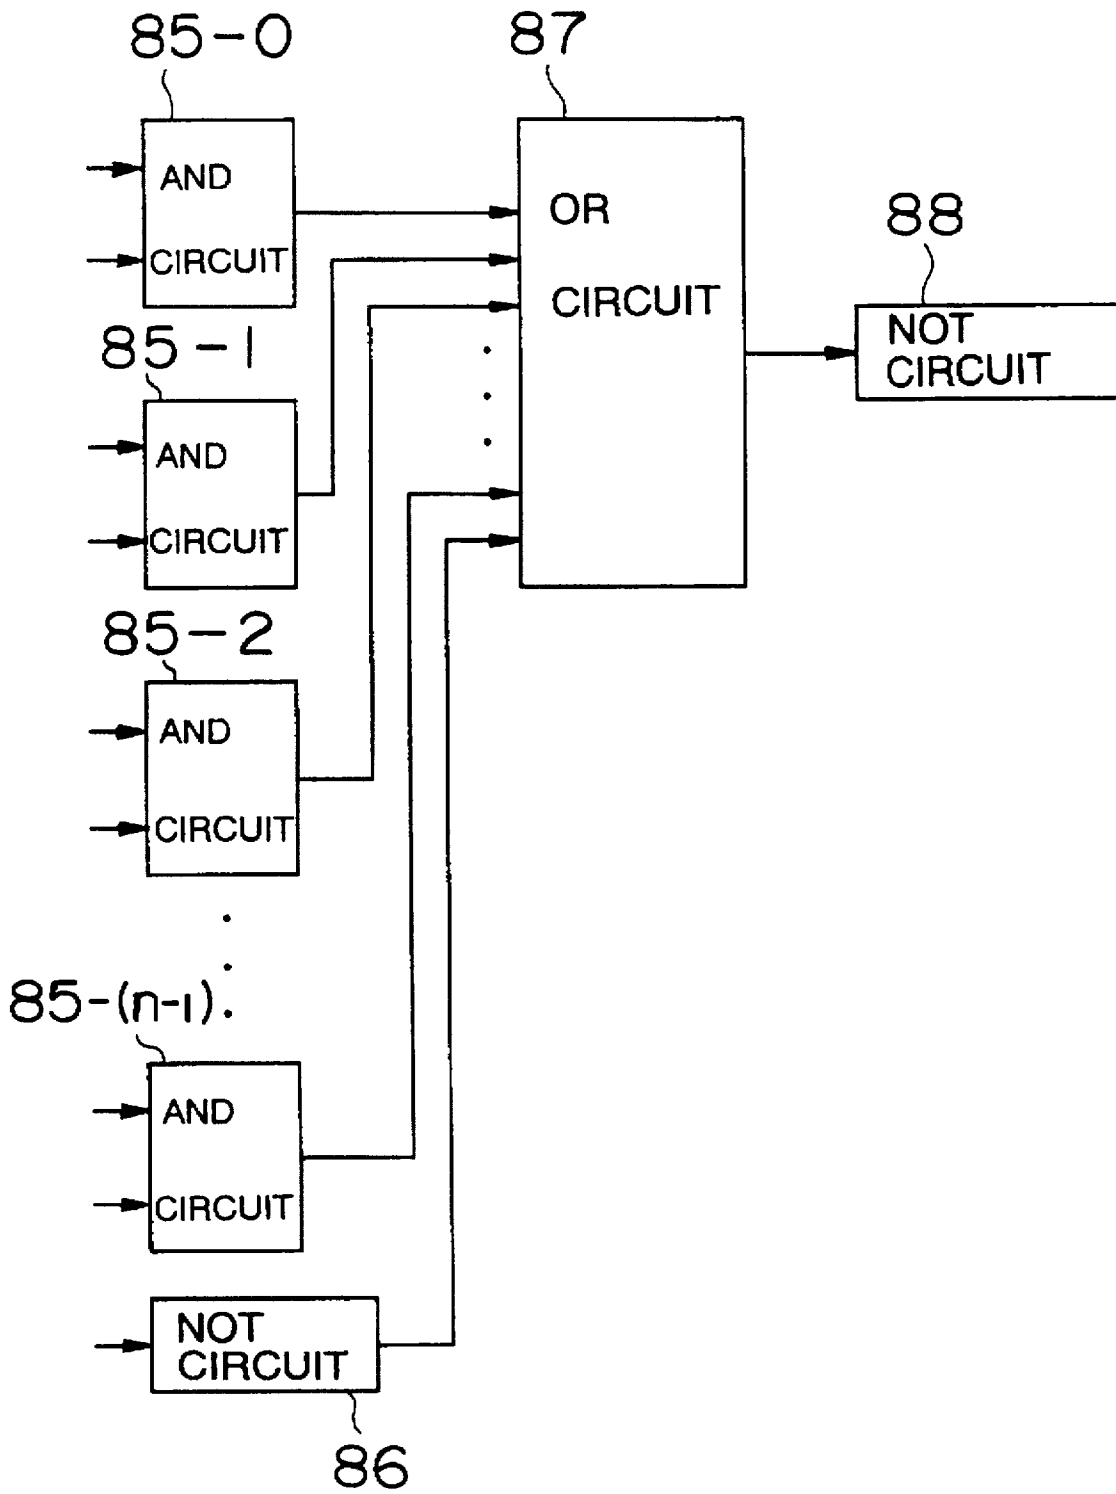 85-0
87
AND
CIRCUIT
OR
CIRCUIT
88
NOT
CIRCUIT
85-1
AND
CIRCUIT
85-2
AND
CIRCUIT
85-(n-1)
AND
CIRCUIT
NOT
CIRCUIT
86